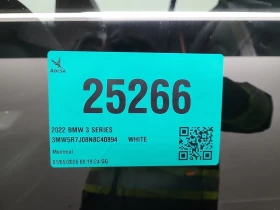 ADESA
25266
2022 BMW 3 SERIES
3MW5R7J08N8C40894 WHITE
Montreal